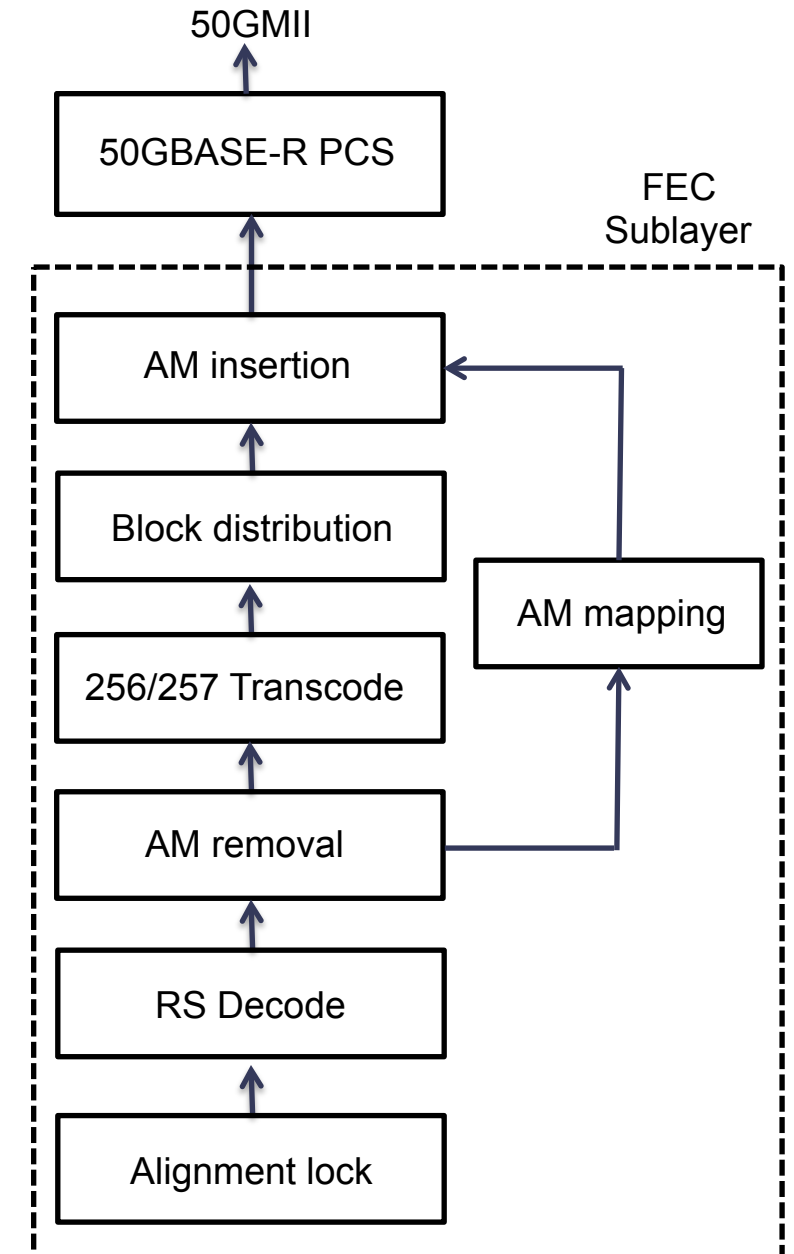 50GMII
50GBASE-R PCS
FEC
Sublayer
AM insertion
Block distribution
AM mapping
256/257 Transcode
AM removal
RS Decode
Alignment lock